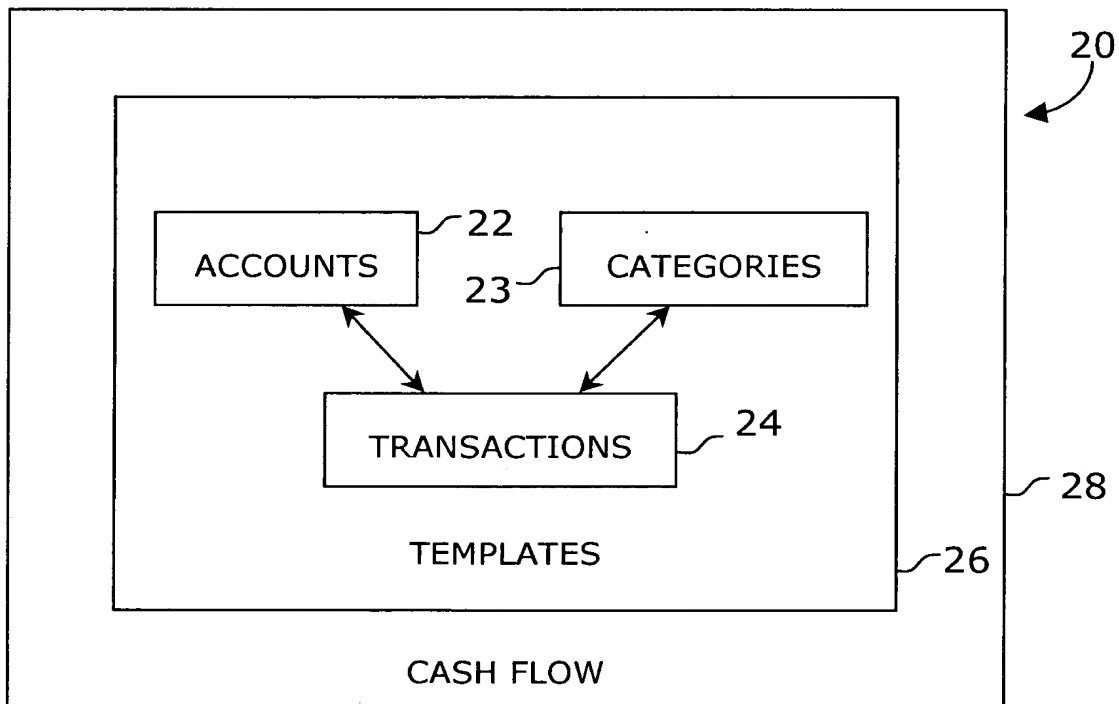 20
22
ACCOUNTS
CATEGORIES
23
TRANSACTIONS
24
28
TEMPLATES
26
CASH FLOW